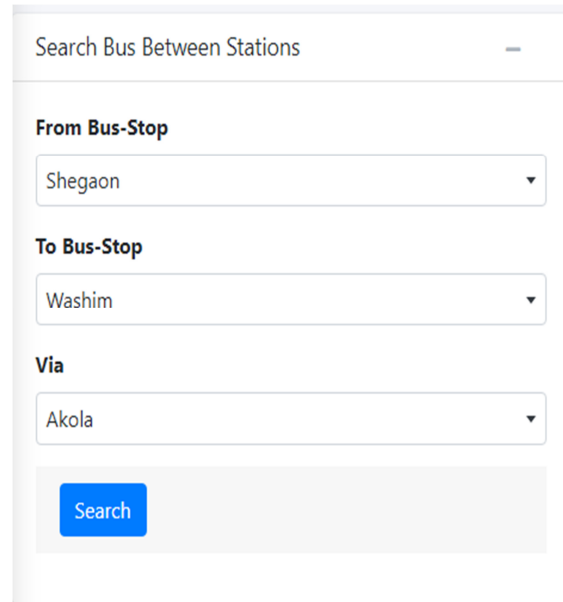 Search Bus Between Stations
From Bus-Stop
Shegaon
To Bus-Stop
Washim
Via
Akola
Search